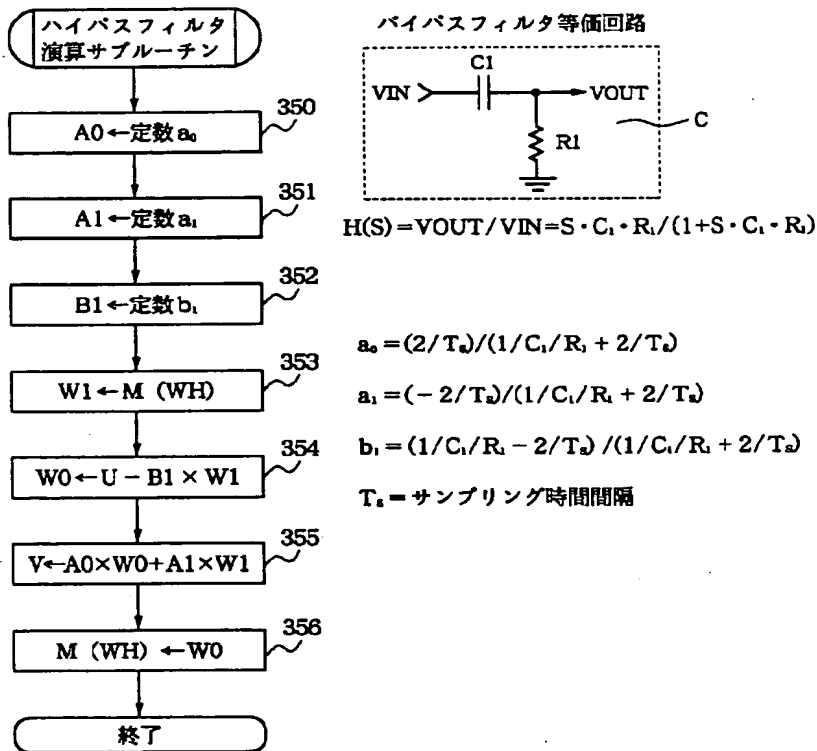 ハイパスフィルタ
演算サブルーチン
350
A0←定数a₀
351
A1←定数a₁
352
B1←定数b₁
353
W1←M (WH)
354
W0←U−B1×W1
355
V←A0×W0+A1×W1
356
M (WH) ←W0
終了
バイパスフィルタ等価回路
C1
VIN
VOUT
R1
C
H(S)=VOUT/VIN=S・C₁・R₁/(1+S・C₁・R₁)
a₀=(2/Tₛ)/(1/C₁/R₁+2/Tₛ)
a₁=(−2/Tₛ)/(1/C₁/R₁+2/Tₛ)
b₁=(1/C₁/R₁−2/Tₛ)/(1/C₁/R₁+2/Tₛ)
Tₛ=サンプリング時間間隔